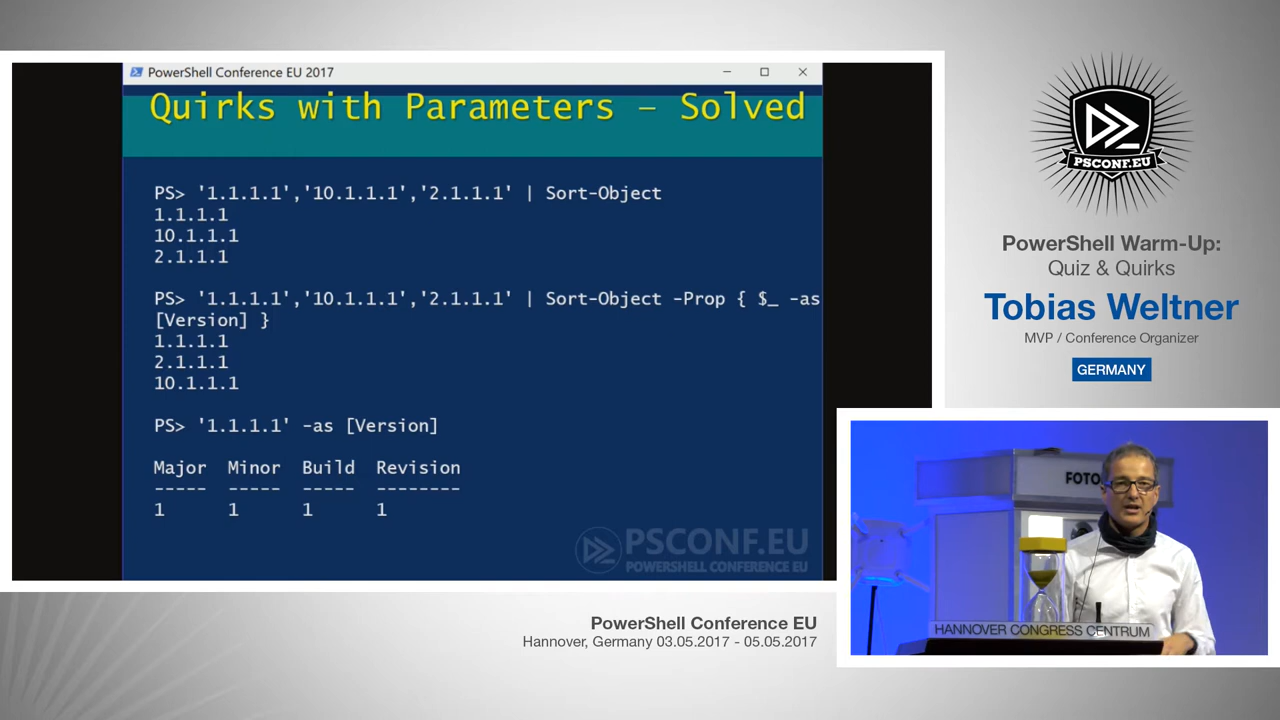 PowerShell Conference EU 2017
Quirks with Parameters – Solved
PS> '1.1.1.1','10.1.1.1','2.1.1.1' | Sort-Object
1.1.1.1
10.1.1.1
2.1.1.1
PS> '1.1.1.1','10.1.1.1','2.1.1.1' | Sort-Object -Prop { $_ -as
[Version] }
1.1.1.1
2.1.1.1
10.1.1.1
PS> '1.1.1.1' -as [Version]
Major Minor Build Revision
----- ----- ----- --------
1 1 1 1
PSCONF.EU
POWERSHELL CONFERENCE EU
PSCONF.EU
PowerShell Warm-Up:
Quiz & Quirks
Tobias Weltner
MVP / Conference Organizer
GERMANY
FOTO
HANNOVER CONGRESS CENTRUM
PowerShell Conference EU
Hannover, Germany 03.05.2017 - 05.05.2017